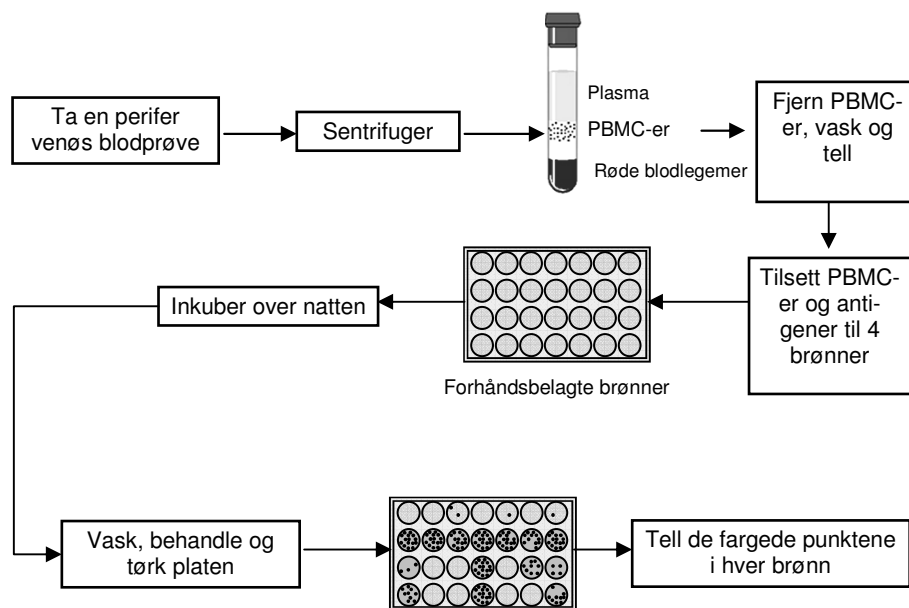 Ta en perifer
venøs blodprøve
Sentrifuger
Plasma
PBMC-er
Røde blodlegemer
Fjern PBMC-
er, vask og
tell
Tilsett PBMC-
er og anti-
gener til 4
brønner
Forhåndsbelagte brønner
Inkuber over natten
Vask, behandle og
tørk platen
Tell de fargede punktene
i hver brønn